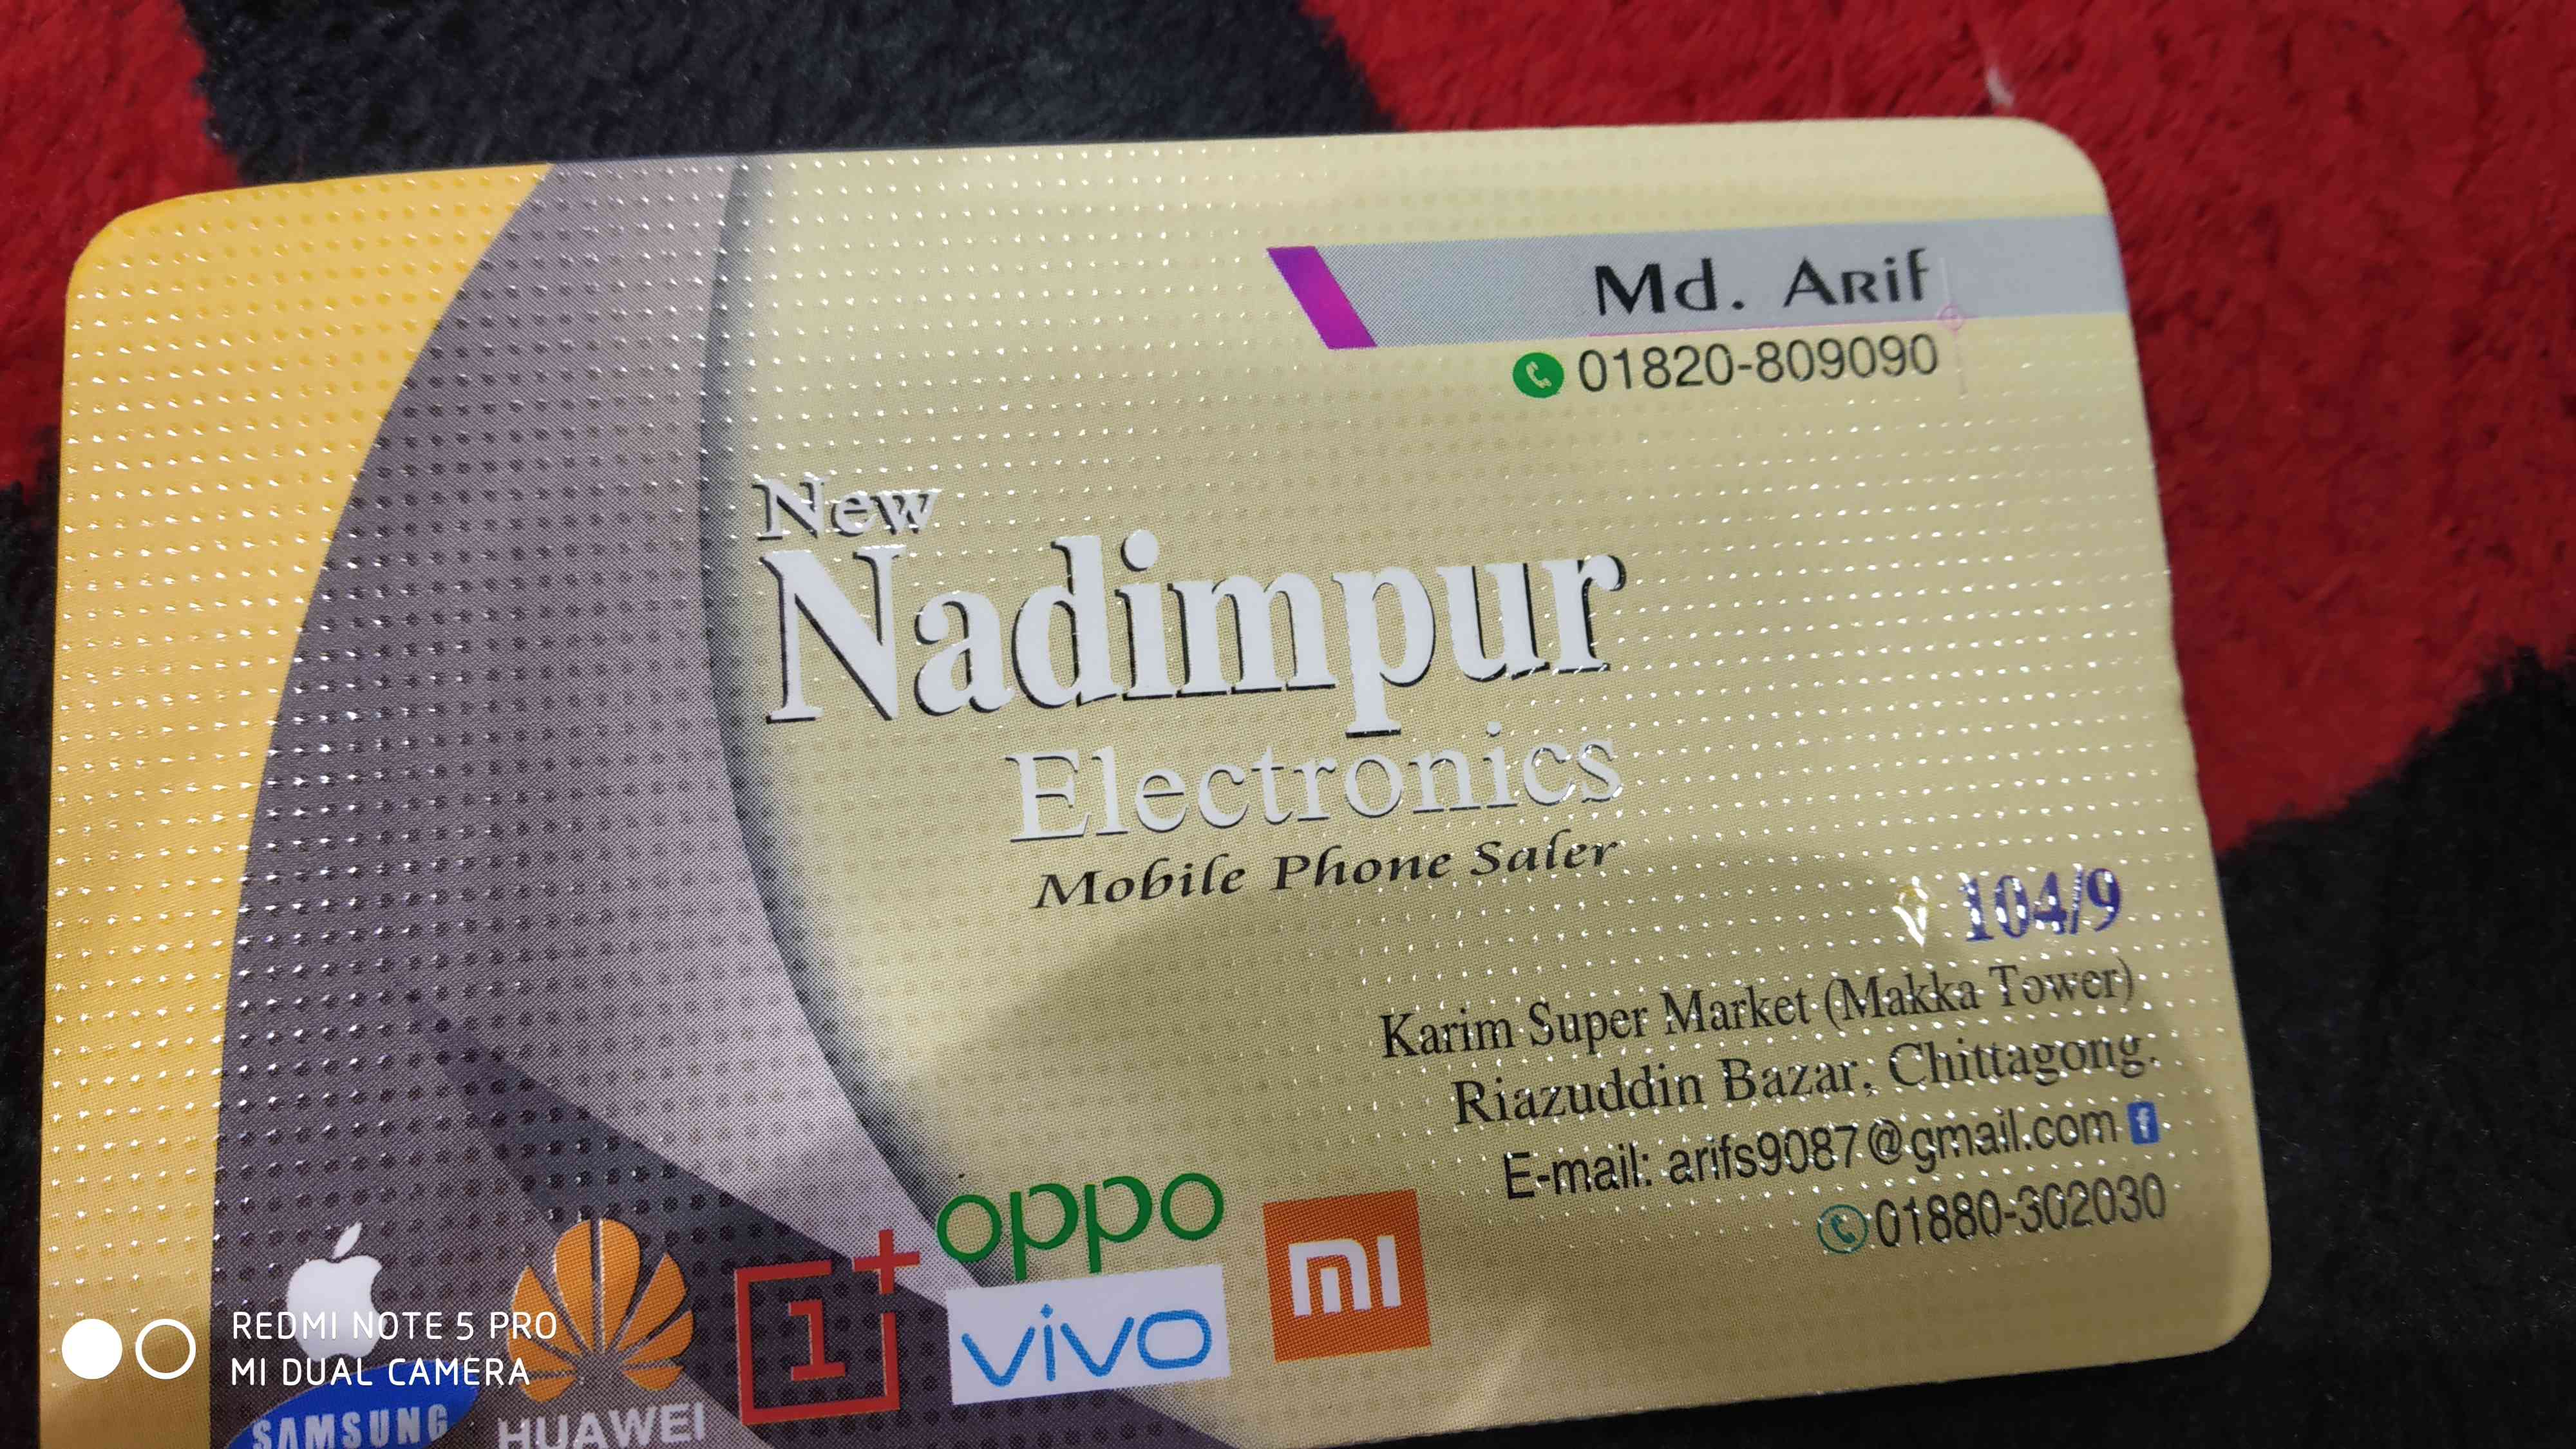 Md. Arif
01820-809090
New
Nadimpur
Electronics
Mobile Phone Saler
104/9
Karim Super Market (Makka Tower)
Riazuddin Bazar, Chittagong.
E-mail: arifs9087@gmail.com f
01880-302030
oppo
vivo
mi
1+
HUAWEI
SAMSUNG
REDMI NOTE 5 PRO
MI DUAL CAMERA